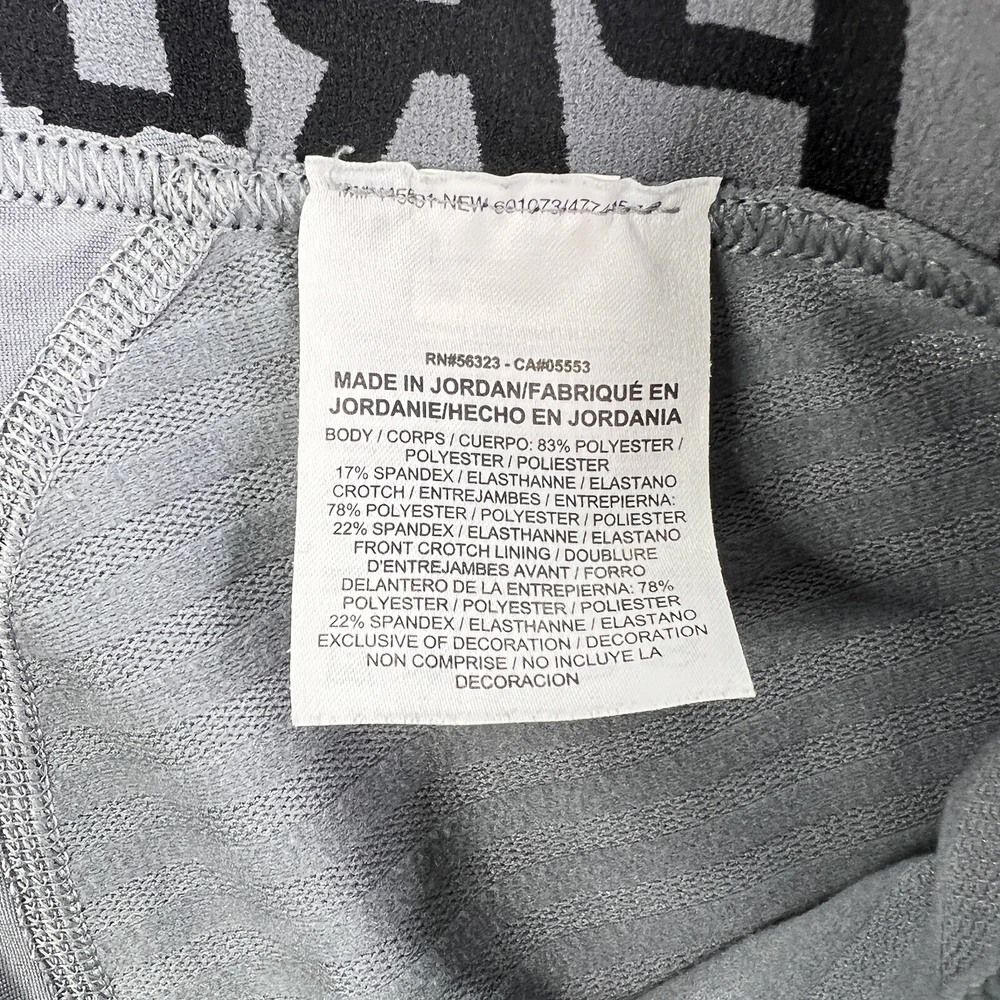 RN#56323 - CA#05553
MADE IN JORDAN/FABRIQUÉ EN
JORDANIE/HECHO EN JORDANIA
BODY / CORPS / CUERPO: 83% POLYESTER /
POLYESTER / POLIESTER
17% SPANDEX / ELASTHANNE / ELASTANO
CROTCH / ENTREJAMBES / ENTREPIERNA:
78% POLYESTER / POLYESTER / POLIESTER
22% SPANDEX / ELASTHANNE / ELASTANO
FRONT CROTCH LINING / DOUBLURE
D'ENTREJAMBES AVANT / FORRO
DELANTERO DE LA ENTREPIERNA: 78%
POLYESTER / POLYESTER / POLIESTER
22% SPANDEX / ELASTHANNE / ELASTANO
EXCLUSIVE OF DECORATION / DECORATION
NON COMPRISE / NO INCLUYE LA
DECORACION